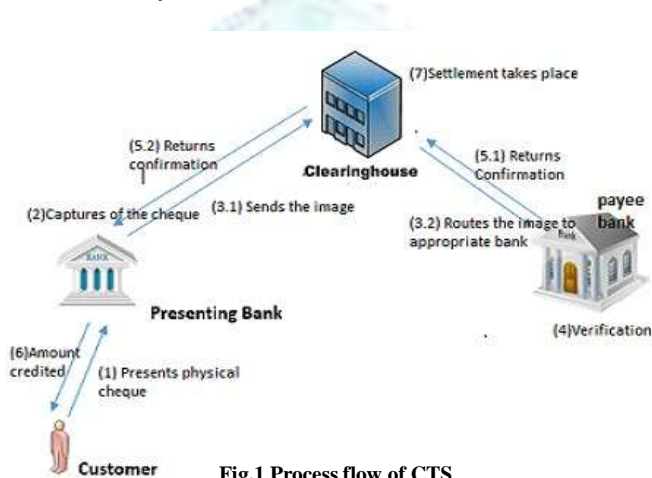 (7)Settlement takes place
(5.2) Returns
confirmation
Clearinghouse
(5.1) Returns
Confirmation
(2)Captures of the cheque
(3.1) Sends the image
(3.2) Routes the image to
appropriate bank
payee
bank
Bank
BANK
Presenting Bank
(4)Verification
(6)Amount
credited
(1) Presents physical
cheque
Customer
Fig.1 Process flow of CTS